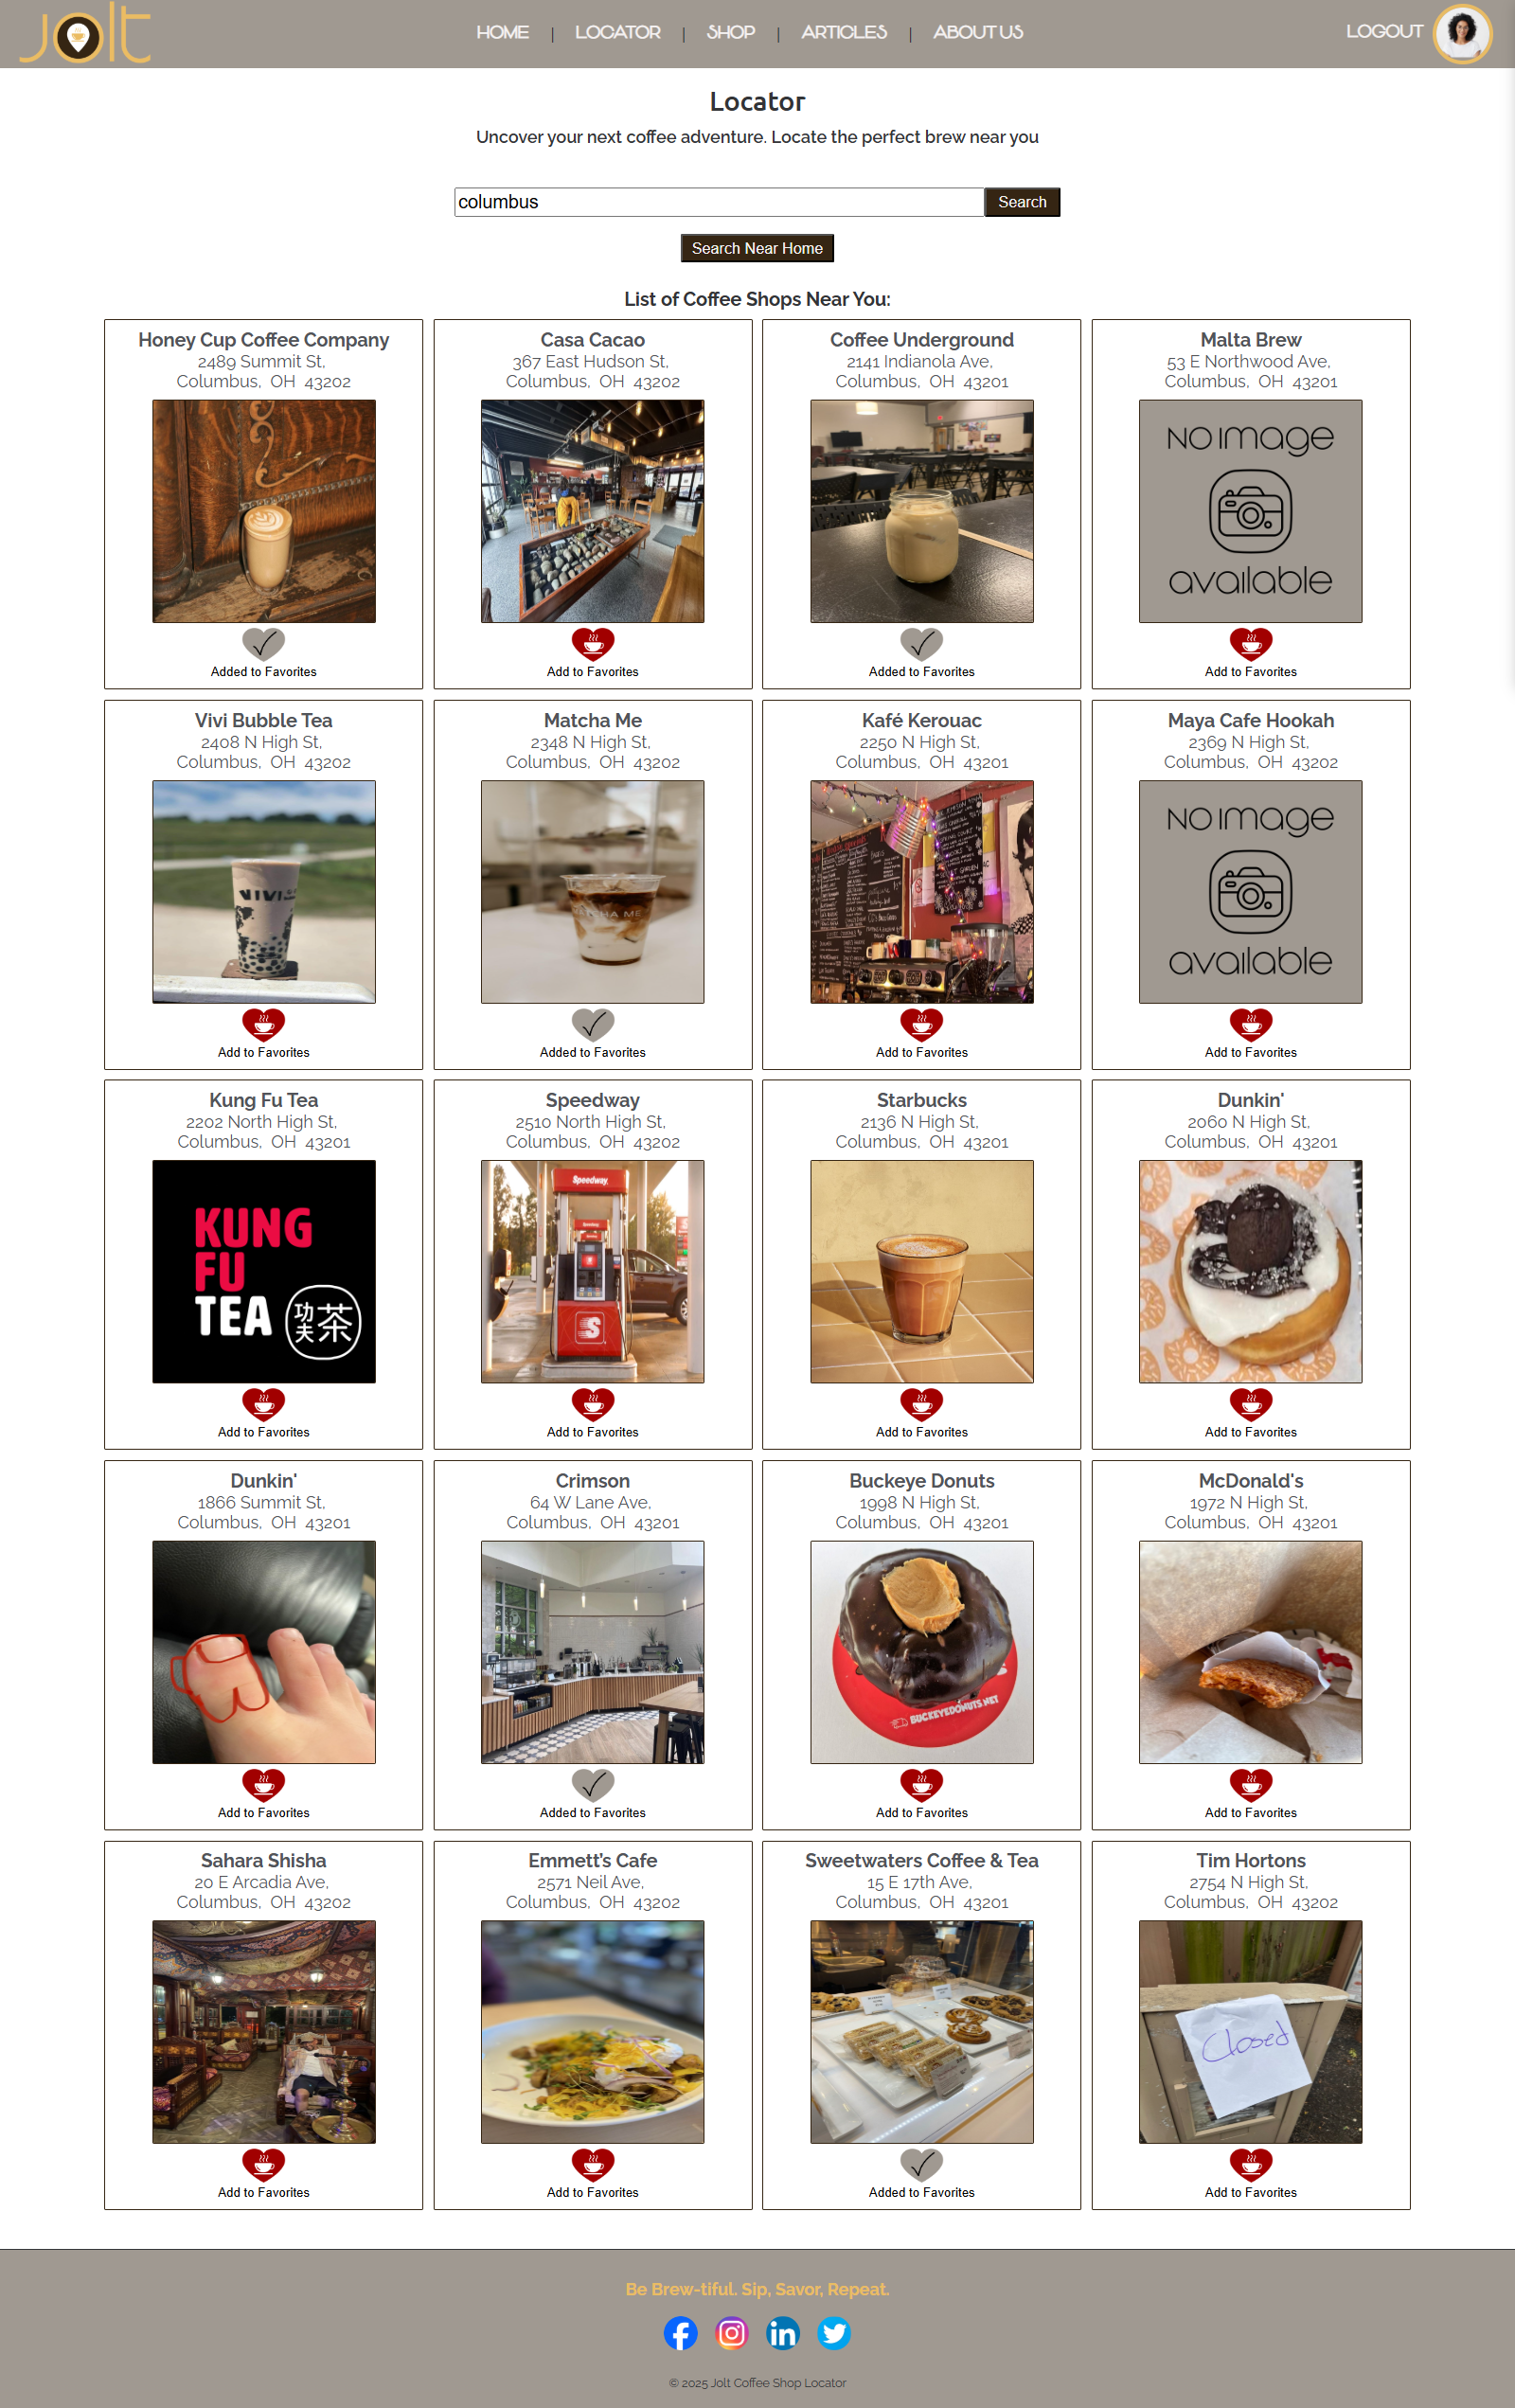 Jolt
HOME | LOCATOR | SHOP | ARTICLES | ABOUT US
LOGOUT
Locator
Uncover your next coffee adventure. Locate the perfect brew near you
columbus
Search
Search Near Home
List of Coffee Shops Near You:
Honey Cup Coffee Company
2489 Summit St,
Columbus, OH 43202
Added to Favorites
Casa Cacao
367 East Hudson St,
Columbus, OH 43202
Add to Favorites
Coffee Underground
2141 Indianola Ave,
Columbus, OH 43201
Added to Favorites
Malta Brew
53 E Northwood Ave,
Columbus, OH 43201
No image
available
Add to Favorites
Vivi Bubble Tea
2408 N High St,
Columbus, OH 43202
VIVI
Add to Favorites
Matcha Me
2348 N High St,
Columbus, OH 43202
Added to Favorites
Kafé Kerouac
2250 N High St,
Columbus, OH 43201
Add to Favorites
Maya Cafe Hookah
2369 N High St,
Columbus, OH 43202
No image
available
Add to Favorites
Kung Fu Tea
2202 North High St,
Columbus, OH 43201
KUNG
FU
TEA
功夫茶
Add to Favorites
Speedway
2510 North High St,
Columbus, OH 43202
Speedway
Add to Favorites
Starbucks
2136 N High St,
Columbus, OH 43201
Add to Favorites
Dunkin'
2060 N High St,
Columbus, OH 43201
Add to Favorites
Dunkin'
1866 Summit St,
Columbus, OH 43201
Add to Favorites
Crimson
64 W Lane Ave,
Columbus, OH 43201
Added to Favorites
Buckeye Donuts
1998 N High St,
Columbus, OH 43201
BUCKEYEDONUTS.NET
Add to Favorites
McDonald's
1972 N High St,
Columbus, OH 43201
Add to Favorites
Sahara Shisha
20 E Arcadia Ave,
Columbus, OH 43202
Add to Favorites
Emmett's Cafe
2571 Neil Ave,
Columbus, OH 43202
Add to Favorites
Sweetwaters Coffee & Tea
15 E 17th Ave,
Columbus, OH 43201
Added to Favorites
Tim Hortons
2754 N High St,
Columbus, OH 43202
Closed
Add to Favorites
Be Brew-tiful. Sip, Savor, Repeat.
© 2025 Jolt Coffee Shop Locator